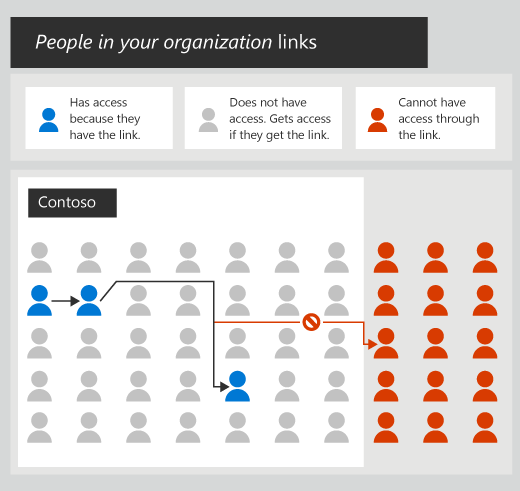 People in your organization links
Has access
because they
have the link.
Does not have
access. Gets access
if they get the link.
Cannot have
access through
the link.
Contoso